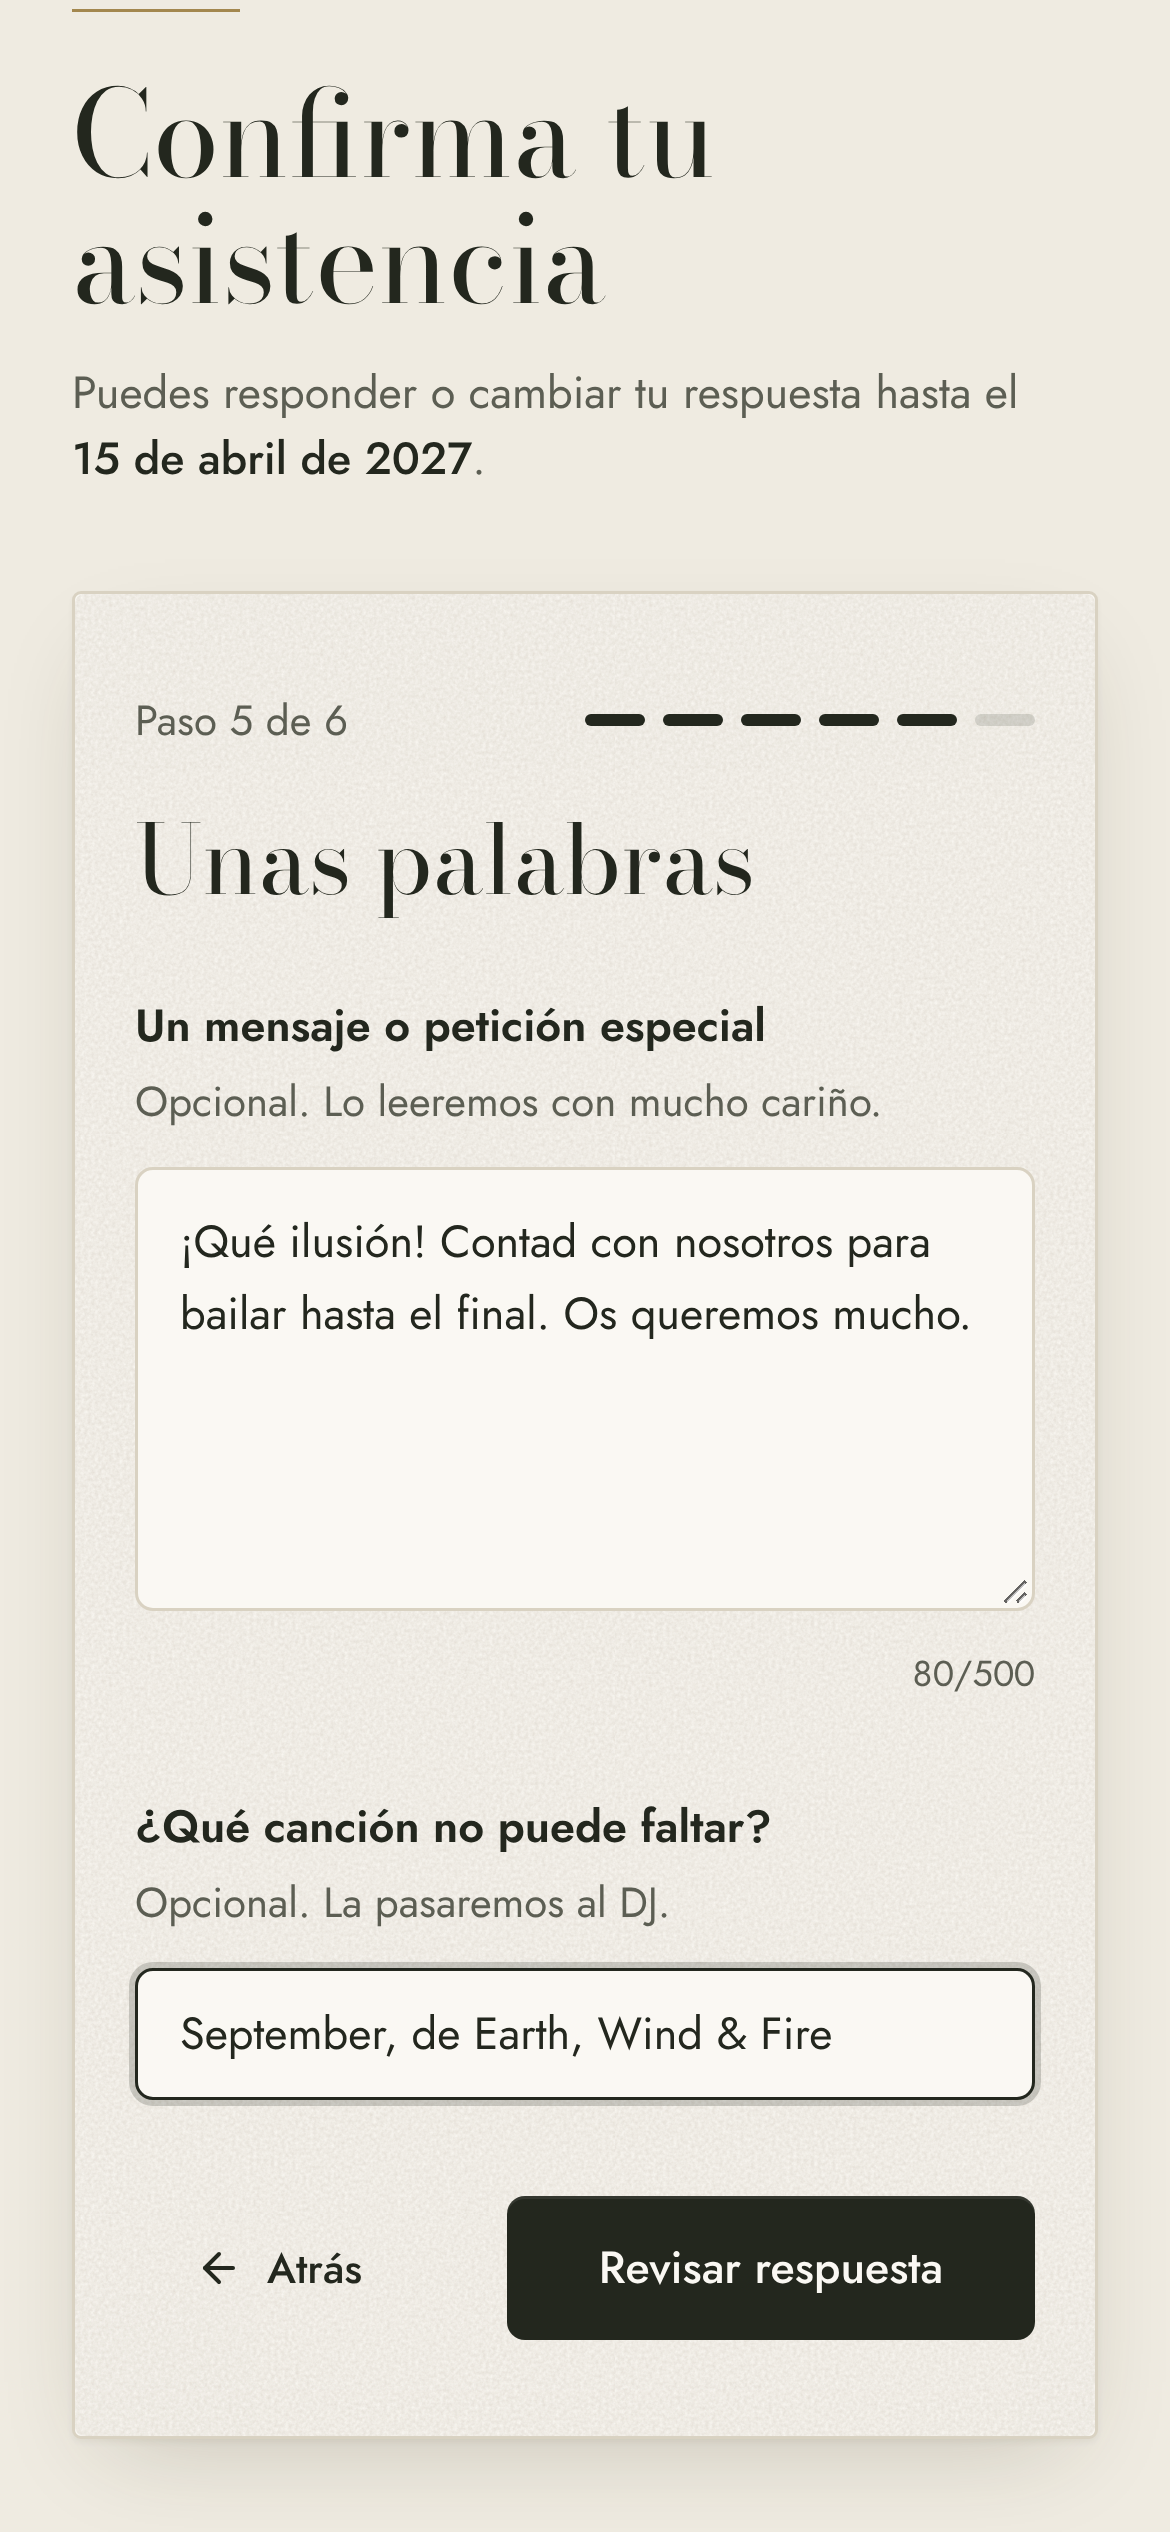 Confirma tu
asistencia
Puedes responder o cambiar tu respuesta hasta el
15 de abril de 2027.
Paso 5 de 6
Unas palabras
Un mensaje o petición especial
Opcional. Lo leeremos con mucho cariño.
¡Qué ilusión! Contad con nosotros para
bailar hasta el final. Os queremos mucho.
80/500
¿Qué canción no puede faltar?
Opcional. La pasaremos al DJ.
September, de Earth, Wind & Fire
← Atrás
Revisar respuesta